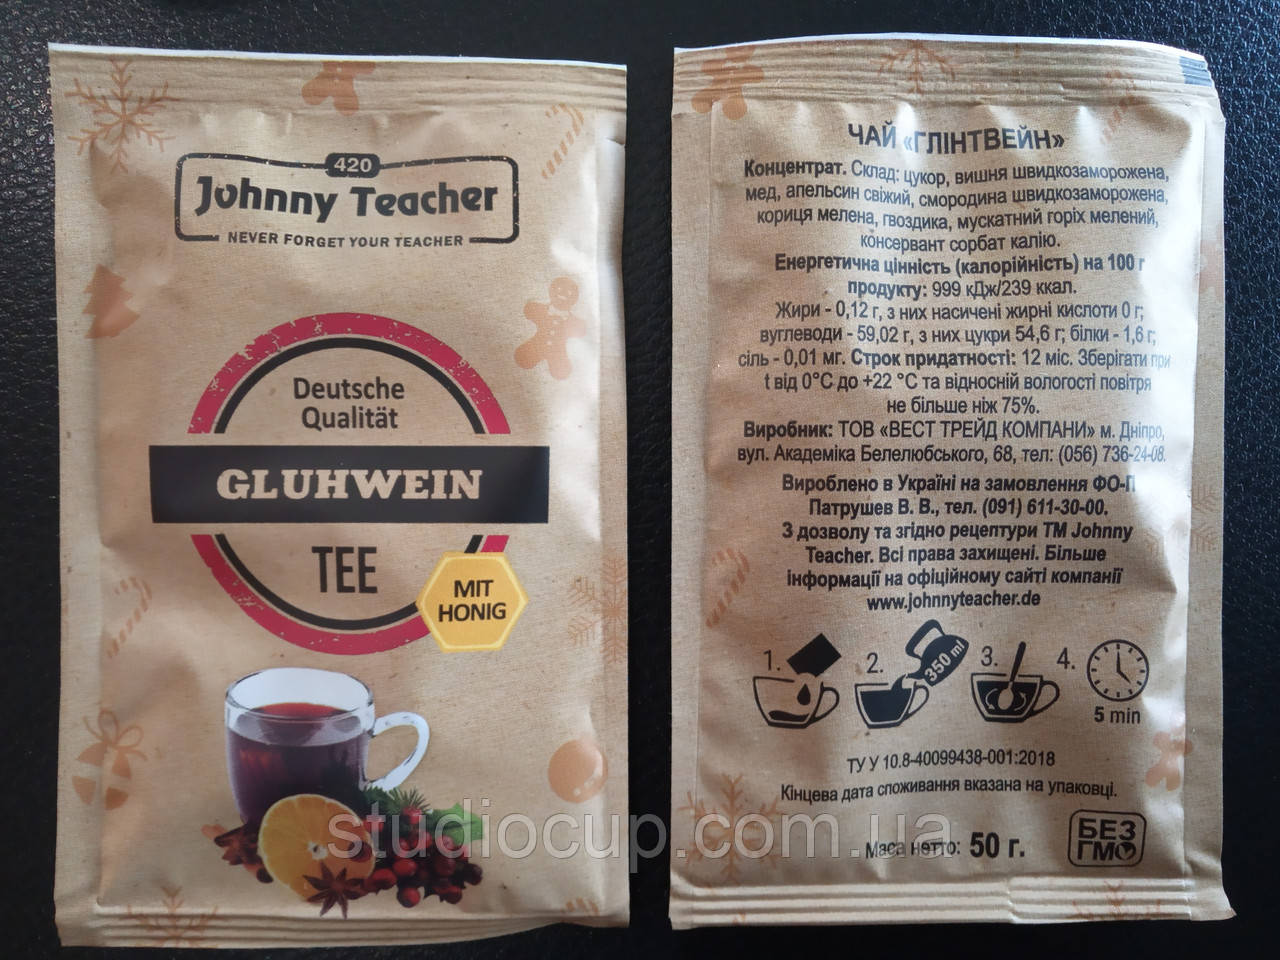 420
Johnny Teacher
NEVER FORGET YOUR TEACHER
Deutsche
Qualität
GLUHWEIN
TEE
MIT
HONIG
ЧАЙ «ГЛІНТВЕЙН»
Концентрат. Склад: цукор, вишня швидкозаморожена,
мед, апельсин свіжий, смородина швидкозаморожена,
кориця мелена, гвоздика, мускатний горіх мелений,
консервант сорбат калію.
Енергетична цінність (калорійність) на 100 г
продукту: 999 кДж/239 ккал.
Жири - 0,12 г, з них насичені жирні кислоти 0 г;
вуглеводи - 59,02 г, з них цукри 54,6 г; білки - 1,6 г;
сіль - 0,01 мг. Строк придатності: 12 міс. Зберігати при
t від 0°С до +22 °С та відносній вологості повітря
не більше ніж 75%.
Виробник: ТОВ «ВЕСТ ТРЕЙД КОМПАНИ» м. Дніпро,
вул. Академіка Белелюбського, 68, тел: (056) 736-24-08.
Вироблено в Україні на замовлення ФО-П
Патрушев В. В., тел. (091) 611-30-00.
З дозволу та згідно рецептури ТМ Johnny
Teacher. Всі права захищені. Більше
інформації на офіційному сайті компанії
www.johnnyteacher.de
1. 2. 350 ml 3. 4.
5 min
ТУ У 10.8-40099438-001:2018
Кінцева дата споживання вказана на упаковці.
Маса нетто: 50 г.
БЕЗ
ГМО
studiocup.com.ua